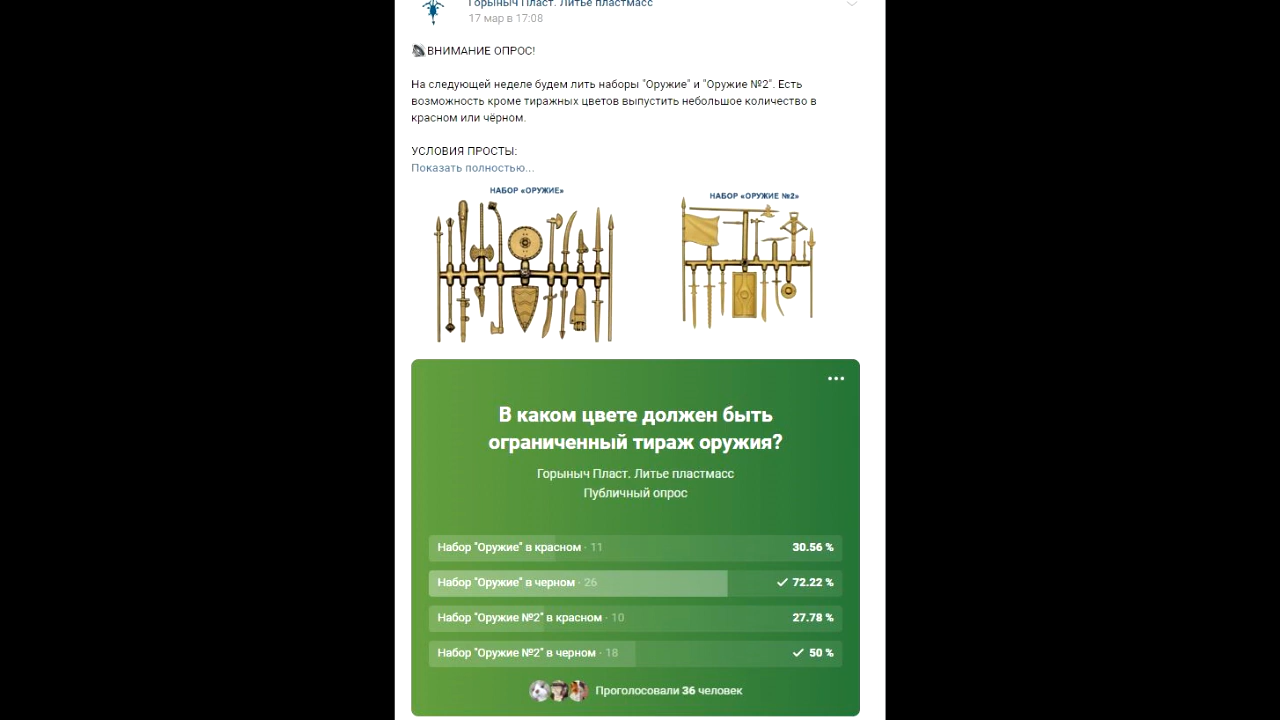 Горыныч Пласт. Литье пластмасс
17 мар в 17:08
ВНИМАНИЕ ОПРОС!
На следующей неделе будем лить наборы "Оружие" и "Оружие №2". Есть
возможность кроме тиражных цветов выпустить небольшое количество в
красном или чёрном.
УСЛОВИЯ ПРОСТЫ:
Показать полностью...
НАБОР «ОРУЖИЕ»
НАБОР «ОРУЖИЕ №2»
В каком цвете должен быть
ограниченный тираж оружия?
Горыныч Пласт. Литье пластмасс
Публичный опрос
Набор "Оружие" в красном · 11 30.56 %
Набор "Оружие" в черном · 26 72.22 %
Набор "Оружие №2" в красном · 10 27.78 %
Набор "Оружие №2" в черном · 18 50 %
Проголосовали 36 человек